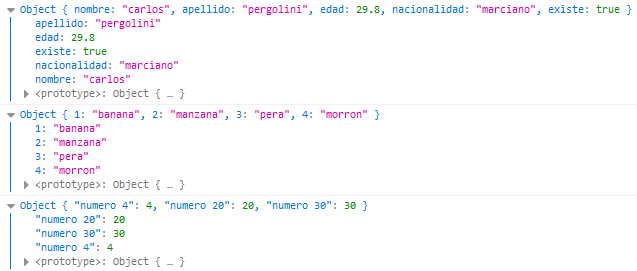 Object { nombre: "carlos", apellido: "pergolini", edad: 29.8, nacionalidad: "marciano", existe: true }
apellido: "pergolini"
edad: 29.8
existe: true
nacionalidad: "marciano"
nombre: "carlos"
<prototype>: Object { … }
Object { 1: "banana", 2: "manzana", 3: "pera", 4: "morron" }
1: "banana"
2: "manzana"
3: "pera"
4: "morron"
<prototype>: Object { … }
Object { "numero 4": 4, "numero 20": 20, "numero 30": 30 }
"numero 20": 20
"numero 30": 30
"numero 4": 4
<prototype>: Object { … }